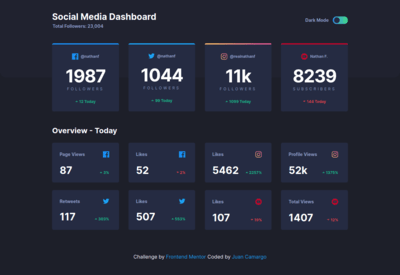 Social Media Dashboard
Total Followers: 23,004
Dark Mode
@nathanf
1987
FOLLOWERS
12 Today
@nathanf
1044
FOLLOWERS
99 Today
@realnathanf
11k
FOLLOWERS
1099 Today
Nathan F.
8239
SUBSCRIBERS
144 Today
Overview - Today
Page Views
87
3%
Likes
52
2%
Likes
5462
2257%
Profile Views
52k
1375%
Retweets
117
303%
Likes
507
553%
Likes
107
19%
Total Views
1407
12%
Challenge by Frontend Mentor Coded by Juan Camargo